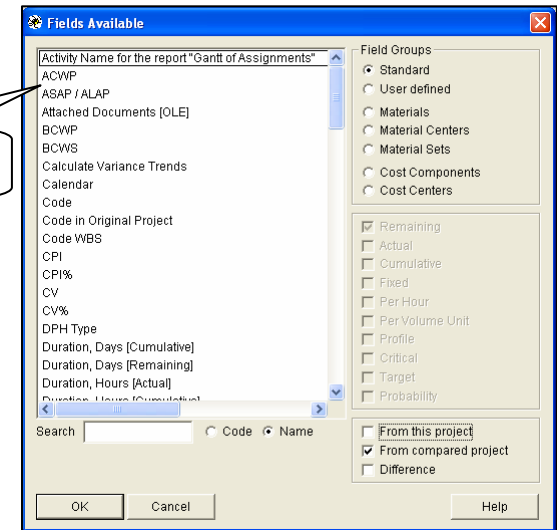 Fields Available
Activity Name for the report "Gantt of Assignments"
ACWP
ASAP / ALAP
Attached Documents [OLE]
BCWP
BCWS
Calculate Variance Trends
Calendar
Code
Code in Original Project
Code WBS
CPI
CPI%
CV
CV%
DPH Type
Duration, Days [Cumulative]
Duration, Days [Remaining]
Duration, Hours [Actual]
Duration, Hours [Cumulative]
Search
Code
Name
OK
Cancel
Field Groups
Standard
User defined
Materials
Material Centers
Material Sets
Cost Components
Cost Centers
Remaining
Actual
Cumulative
Fixed
Per Hour
Per Volume Unit
Profile
Critical
Target
Probability
From this project
From compared project
Difference
Help